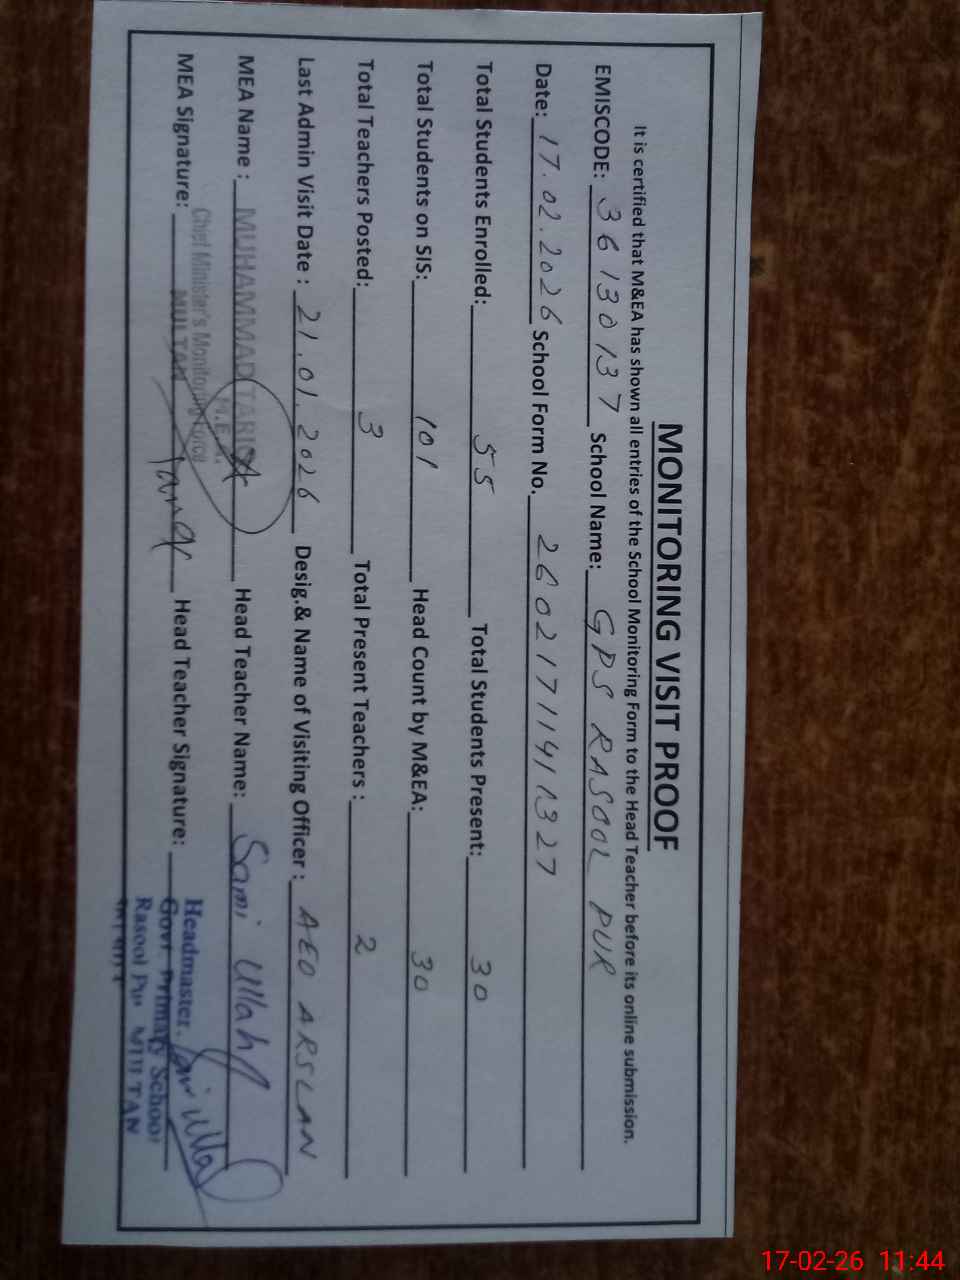 MONITORING VISIT PROOF
It is certified that M&EA has shown all entries of the School Monitoring Form to the Head Teacher before its online submission.
EMISCODE: 36130137 School Name: GPS RASOOL PUR
Date: 17.02.2026 School Form No. 26021711411327
Total Students Enrolled: 55 Total Students Present: 30
Total Students on SIS: 101 Head Count by M&EA: 30
Total Teachers Posted: 3 Total Present Teachers : 2
Last Admin Visit Date : 21.01.2026 Desig.& Name of Visiting Officer : AEO ARSLAN
MEA Name : MUHAMMAD TARIQ Head Teacher Name: Sami Ullah
M.E.A.
Chief Minister's Monitoring Force
MEA Signature: MULTAN Tariq Head Teacher Signature:
Headmaster,
Govt. Primary School
Rasool Pur MULTAN
17-02-26 11:44